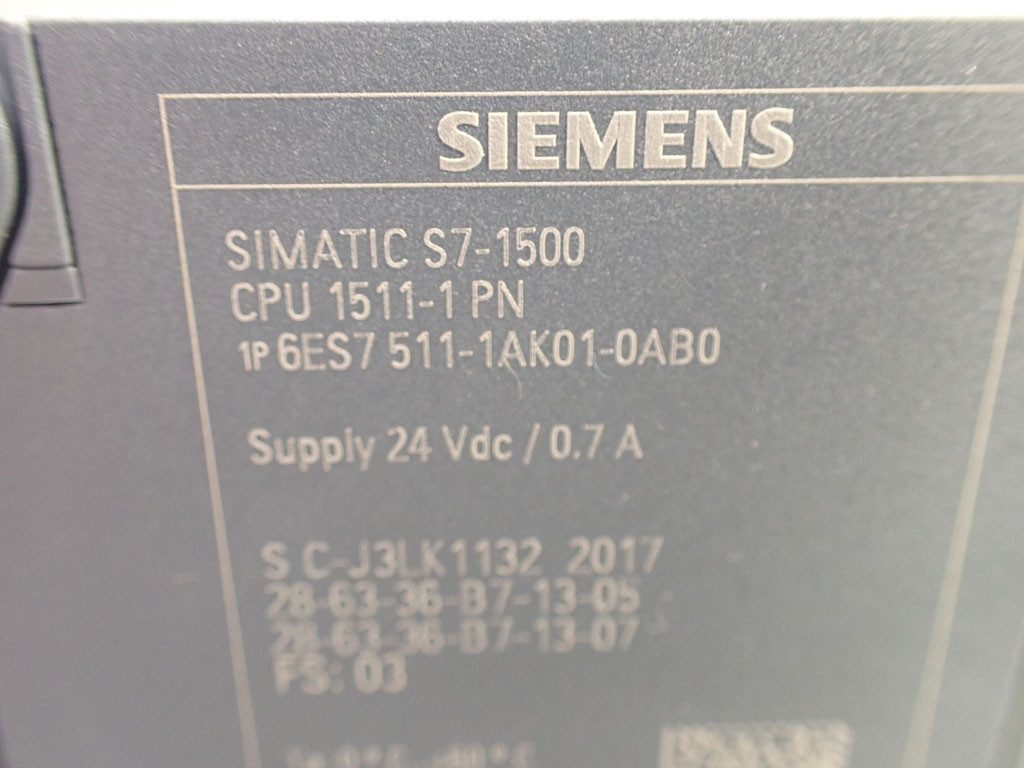 SIEMENS
SIMATIC S7-1500
CPU 1511-1 PN
1P 6ES7 511-1AK01-0AB0
Supply 24 Vdc / 0.7 A
S C-J3LK1132 2017
28-63-36-B7-13-05
28-63-36-B7-13-07
FS: 03